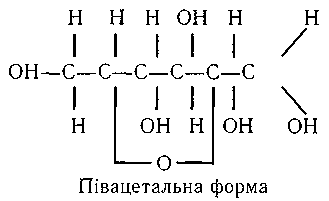 H H H OH H H
OH—C—C—C—C—C—C
H OH H OH OH
O
Півацетальна форма